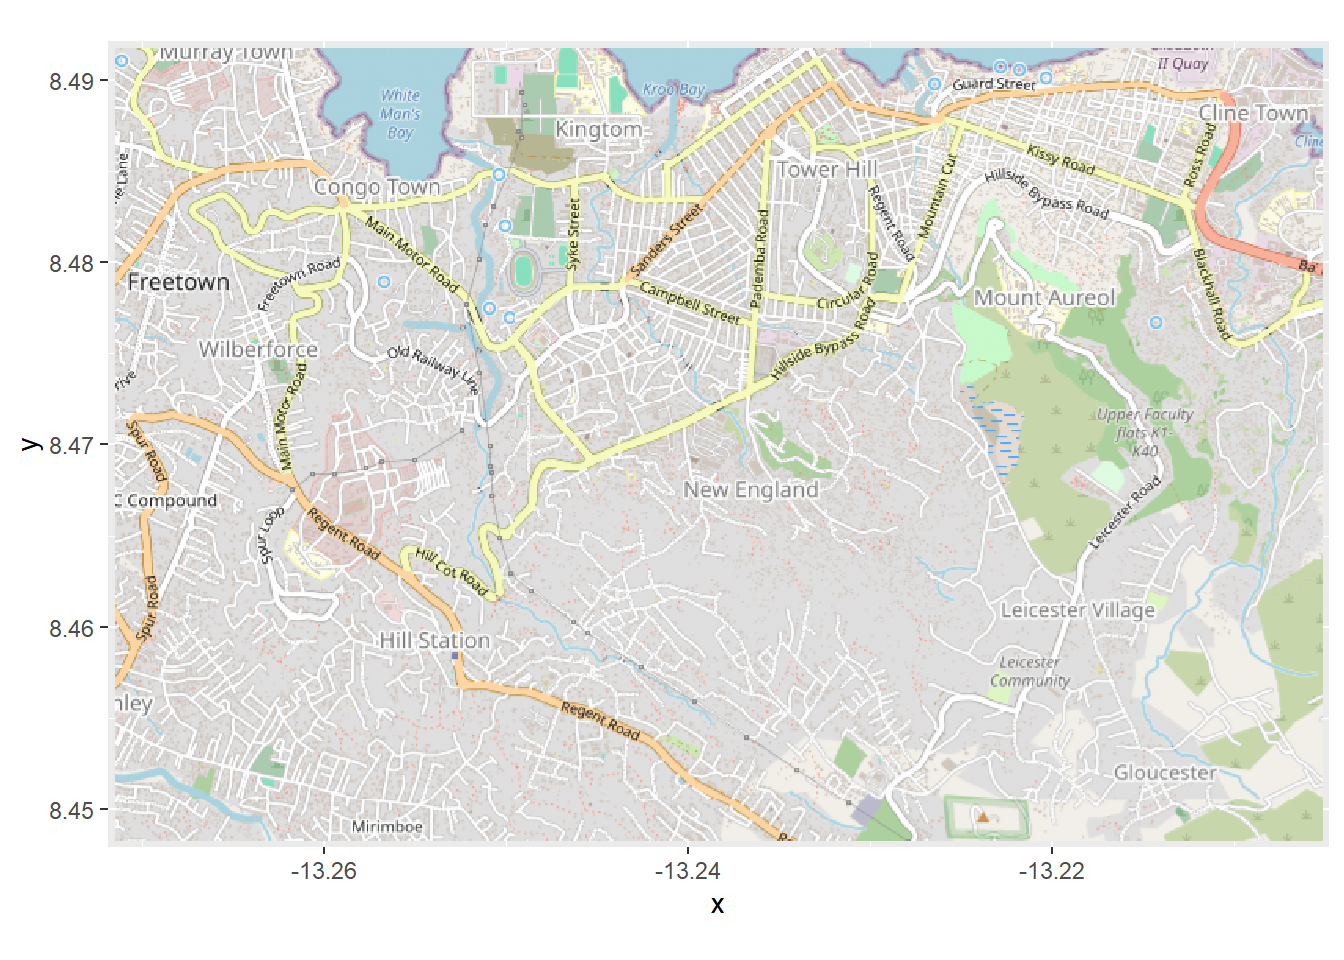 Murray Town
II Quay
8.49
White
Man's
Bay
Kroo Bay
Guard Street
Cline Town
Kingtom
Cline
Kissy Road
Ross Road
Tower Hill
Hillside Bypass Road
Mountain Cut
Congo Town
Regent Road
Main Motor Road
Syke Street
Sanders Street
Pademba Road
8.48
Freetown
Freetown Road
Circular Road
Campbell Street
Mount Aureol
Blackhall Road
Ba
Wilberforce
Old Railway Line
Hillside Bypass Road
Main Motor Road
Upper Faculty
flats K1-
K40
y
8.47
Spur Road
New England
C Compound
Leicester Road
Spur Loop
Regent Road
Hill Cot Road
Spur Road
8.46
Leicester Village
Hill Station
Leicester
Community
nley
Regent Road
Gloucester
8.45
Mirimboe
-13.26
-13.24
-13.22
x